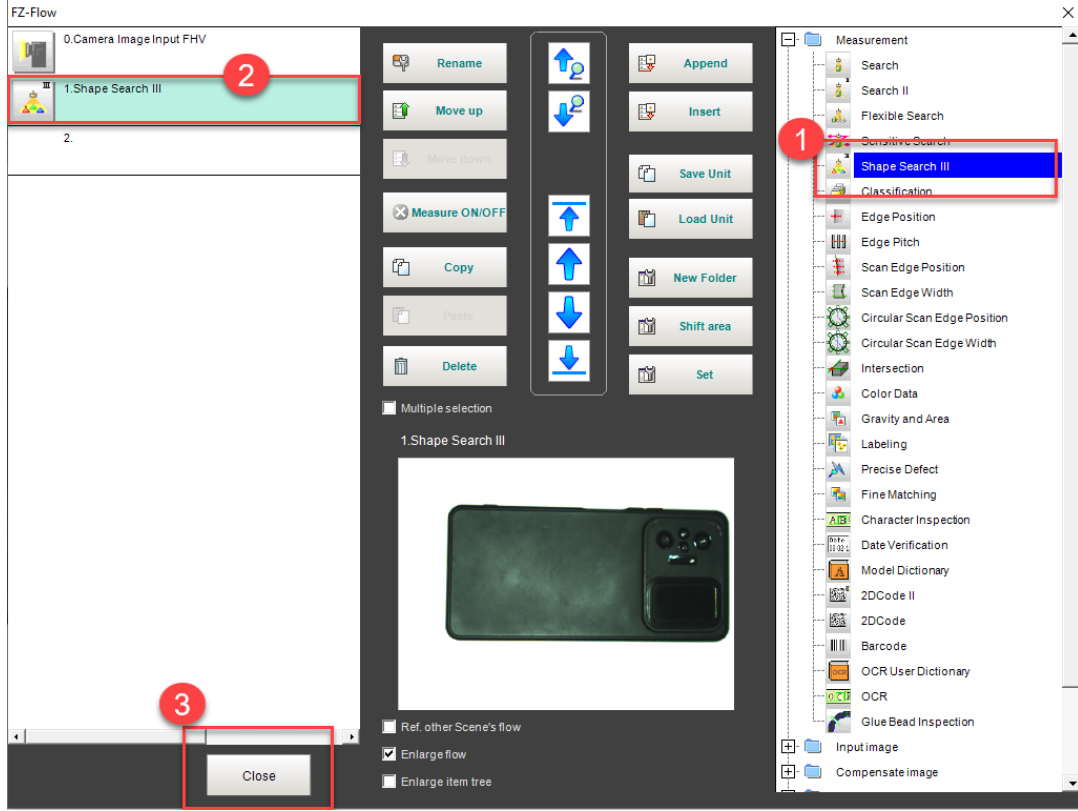 FZ-Flow
0.Camera Image Input FHV
2
1.Shape Search III
2.
3
Close
Rename
Move up
Move down
Measure ON/OFF
Copy
Paste
Delete
Append
Insert
Save Unit
Load Unit
New Folder
Shift area
Set
Multiple selection
1.Shape Search III
Ref. other Scene's flow
Enlarge flow
Enlarge item tree
Measurement
Search
Search II
Flexible Search
1
Sensitive Search
Shape Search III
Classification
Edge Position
Edge Pitch
Scan Edge Position
Scan Edge Width
Circular Scan Edge Position
Circular Scan Edge Width
Intersection
Color Data
Gravity and Area
Labeling
Precise Defect
Fine Matching
Character Inspection
Date Verification
Model Dictionary
2DCode II
2DCode
Barcode
OCR User Dictionary
OCR
Glue Bead Inspection
Input image
Compensate image